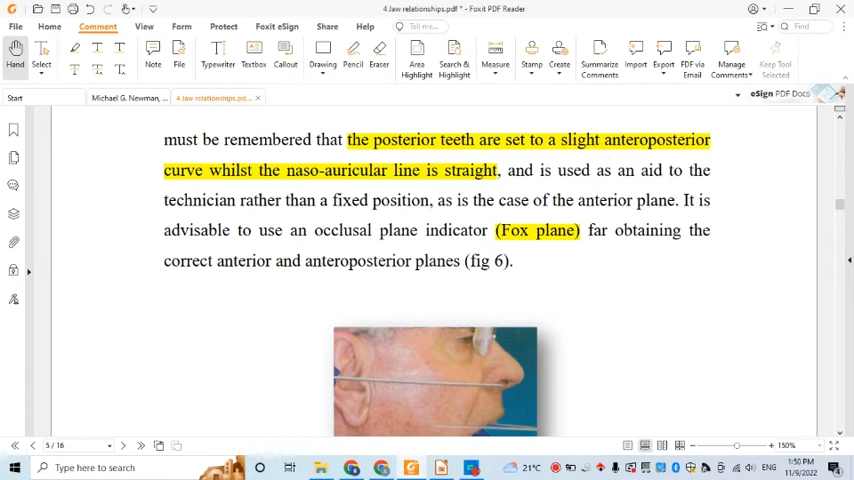 4 Jaw relationships.pdf * - Foxit PDF Reader
File Home Comment View Form Protect Foxit eSign Share Help Tell me... Find
Hand Select Note File Typewriter Textbox Callout Drawing Pencil Eraser Area Highlight Search & Highlight Measure Stamp Create Summarize Comments Import Export FDF via Email Manage Comments Keep Tool Selected
Start Michael G. Newman, ... 4 Jaw relationships.pd... eSign PDF Docs
must be remembered that the posterior teeth are set to a slight anteroposterior
curve whilst the naso-auricular line is straight, and is used as an aid to the
technician rather than a fixed position, as is the case of the anterior plane. It is
advisable to use an occlusal plane indicator (Fox plane) far obtaining the
correct anterior and anteroposterior planes (fig 6).
5 / 16 150%
Type here to search 21°C ENG 1:50 PM
11/9/2022 4